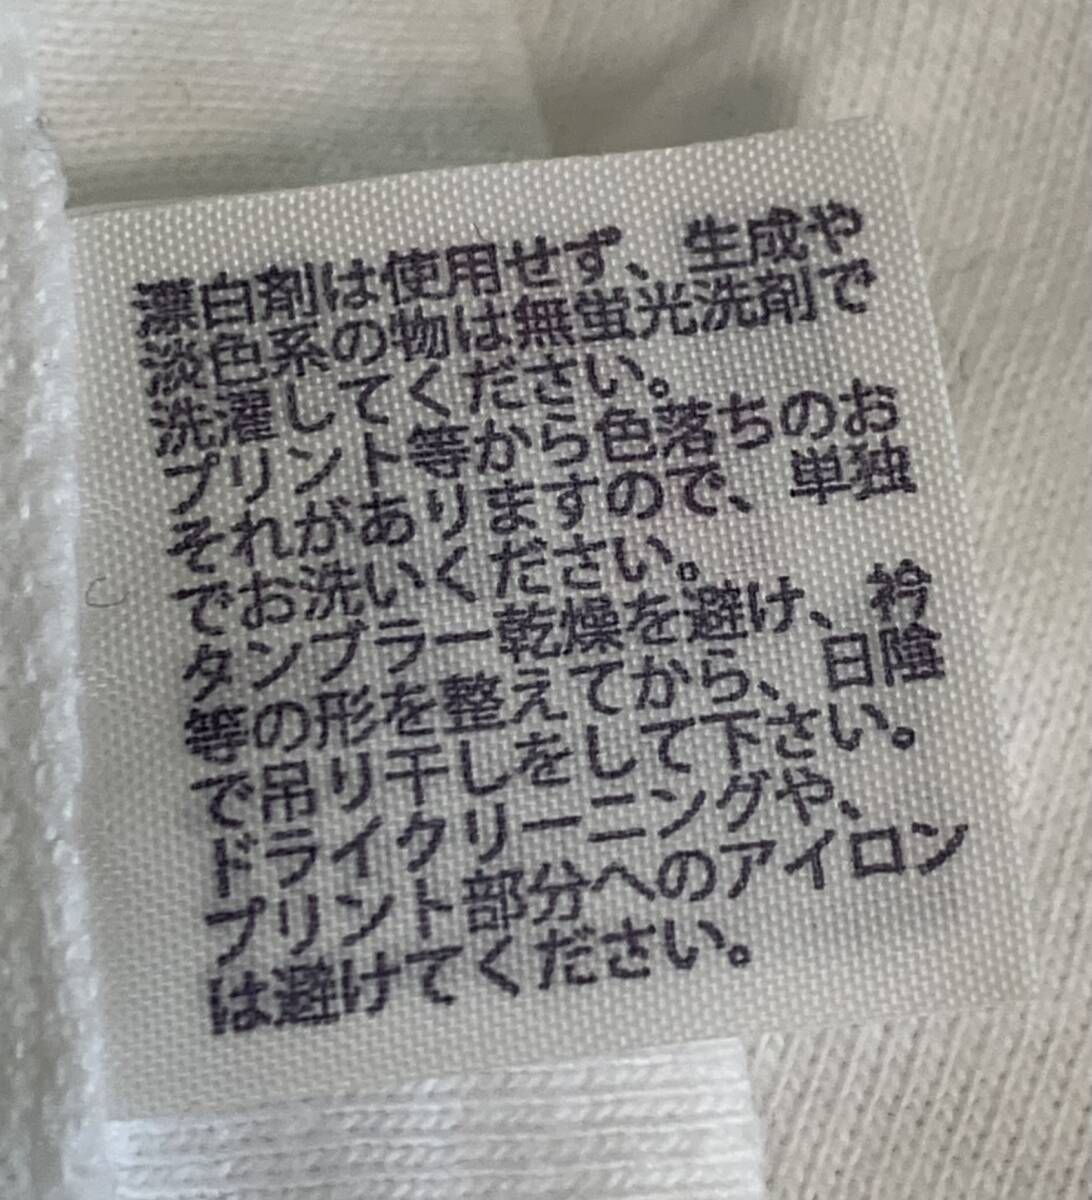 漂白剤は使用せず、生成や
淡色系の物は無蛍光洗剤で
洗濯してください。
プリント等から色落ちのお
それがありますので、単独
でお洗いください。
タンブラー乾燥を避け、衿
等の形を整えてから、日陰
で吊り干しをして下さい。
ドライクリーニングや、
プリント部分へのアイロン
は避けてください。